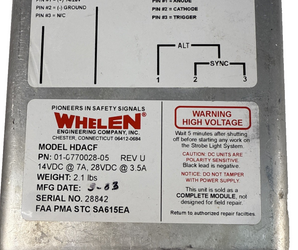 PIN #2 = (-) GROUND
PIN #3 = N/C
PIN #1 = ANODE
PIN #2 = CATHODE
PIN #3 = TRIGGER
ALT
SYNC
1 2 3
PIONEERS IN SAFETY SIGNALS
WHELEN
ENGINEERING COMPANY, INC.
CHESTER, CONNECTICUT 06412-0684
MODEL HDACF
PN: 01-G770028-05 REV U
14VDC @ 7A, 28VDC @ 3.5A
WEIGHT: 2.1 lbs
MFG DATE: 3-03
SERIAL NO. 28842
FAA PMA STC SA615EA
WARNING
HIGH VOLTAGE
Wait 5 minutes after shutting
off before starting any work on
the Strobe Light System.
CAUTION: DC UNITS ARE
POLARITY SENSITIVE.
Black lead is negative.
NOTICE: DO NOT TAMPER
WITH POWER SUPPLY.
This unit is sold as a
COMPLETE MODULE, not
designed for field repair.
Return to authorized repair facilities.